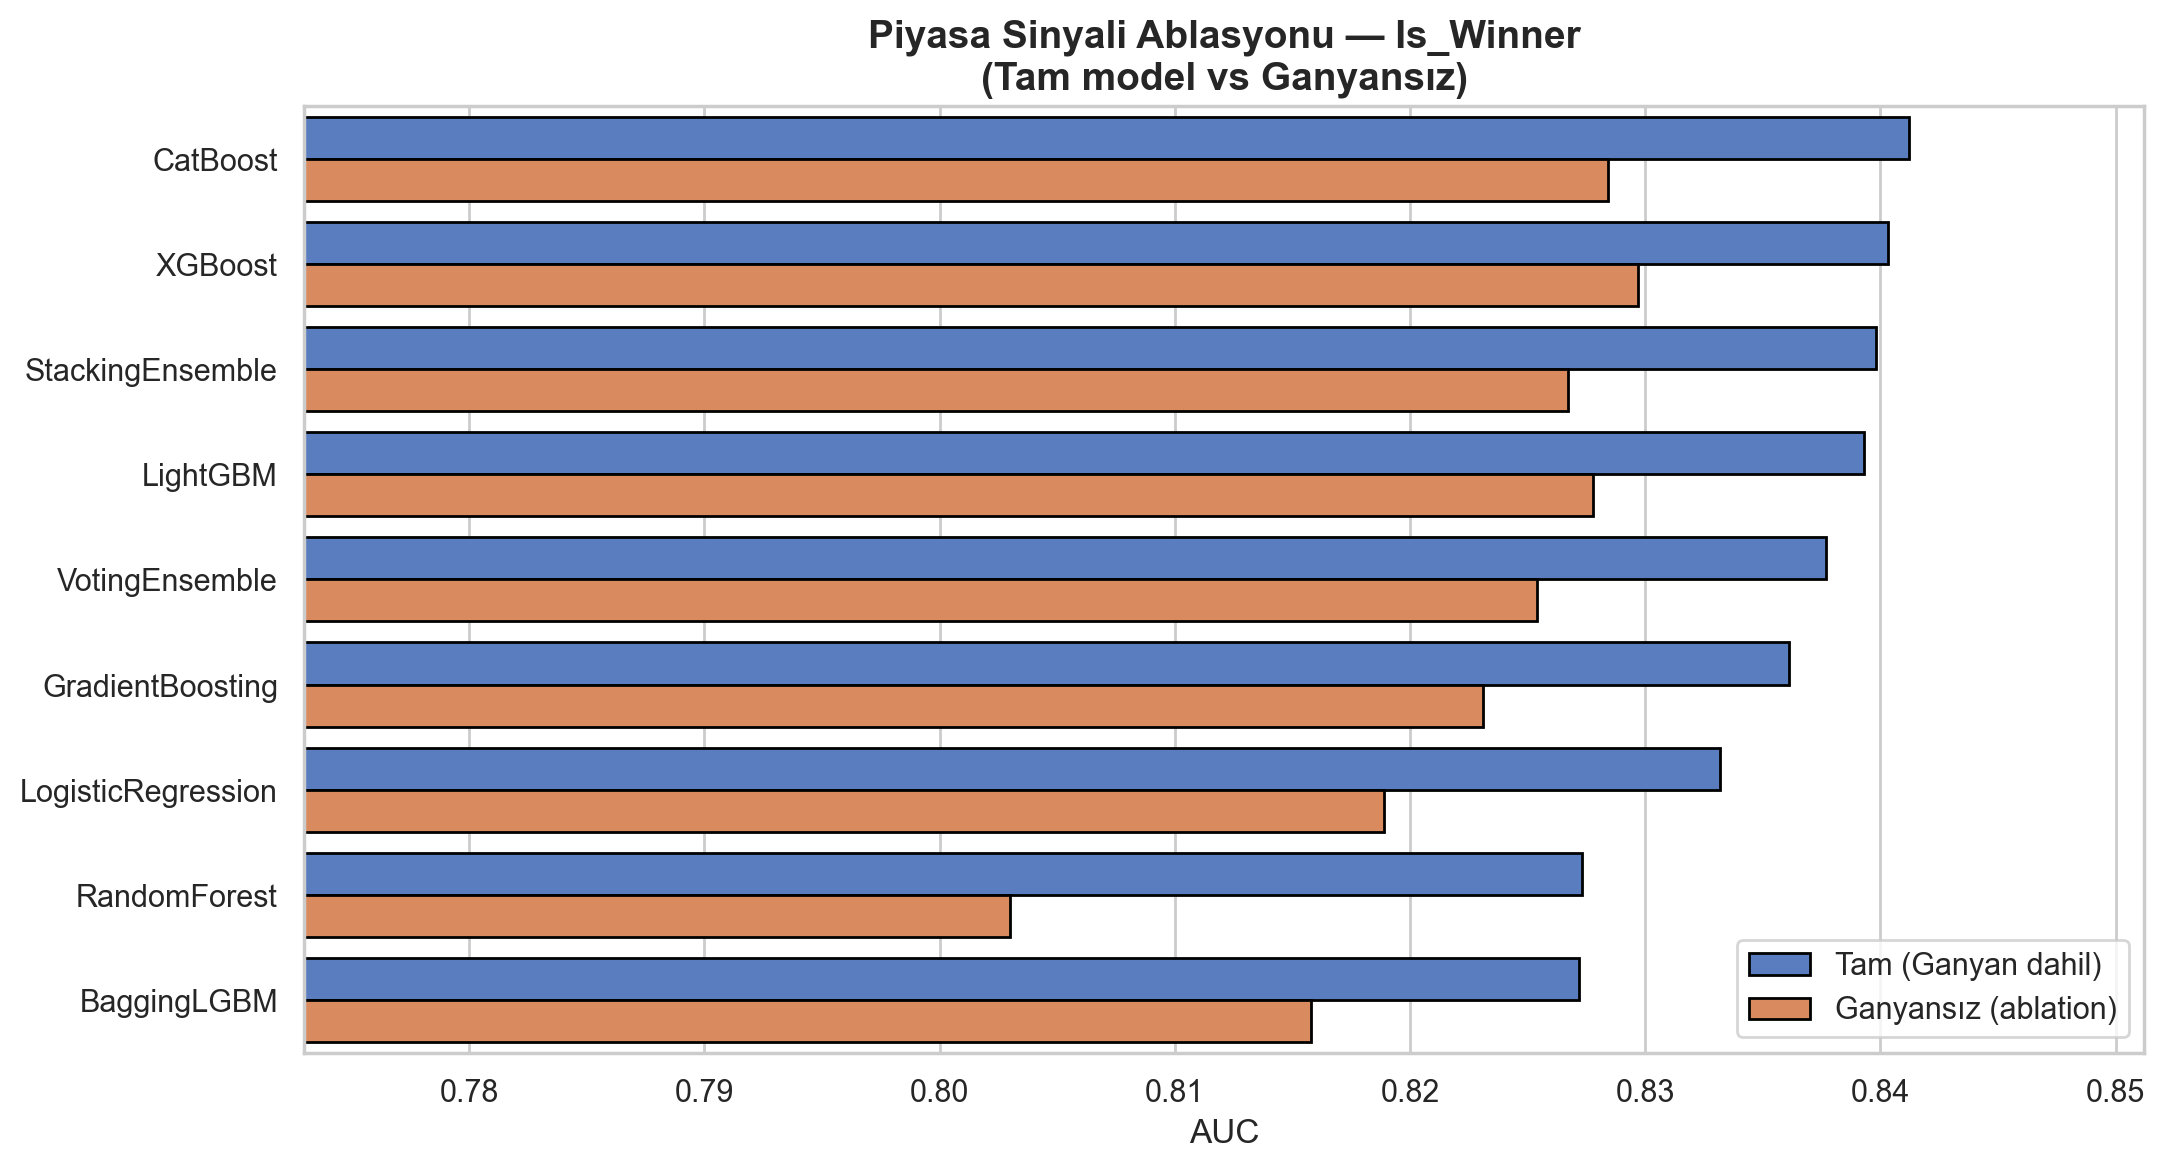 Piyasa Sinyali Ablasyonu — Is_Winner
(Tam model vs Ganyansız)
CatBoost
XGBoost
StackingEnsemble
LightGBM
VotingEnsemble
GradientBoosting
LogisticRegression
RandomForest
BaggingLGBM
Tam (Ganyan dahil)
Ganyansız (ablation)
0.78 0.79 0.80 0.81 0.82 0.83 0.84 0.85
AUC